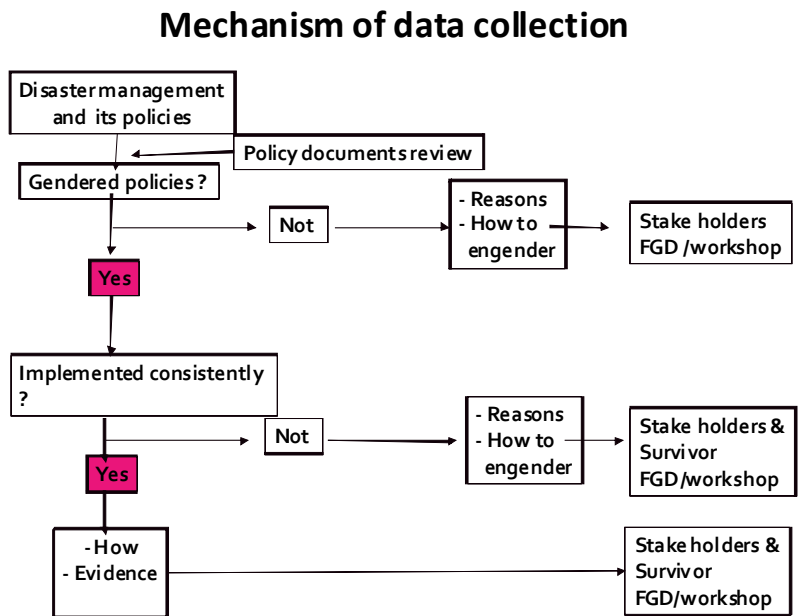 Mechanism of data collection
Disaster management
and its policies
Policy documents review
Gendered policies ?
Not
- Reasons
- How to
engender
Stake holders
FGD /workshop
Yes
Implemented consistently
?
Not
- Reasons
- How to
engender
Stake holders &
Survivor
FGD/workshop
Yes
- How
- Evidence
Stake holders &
Survivor
FGD/workshop